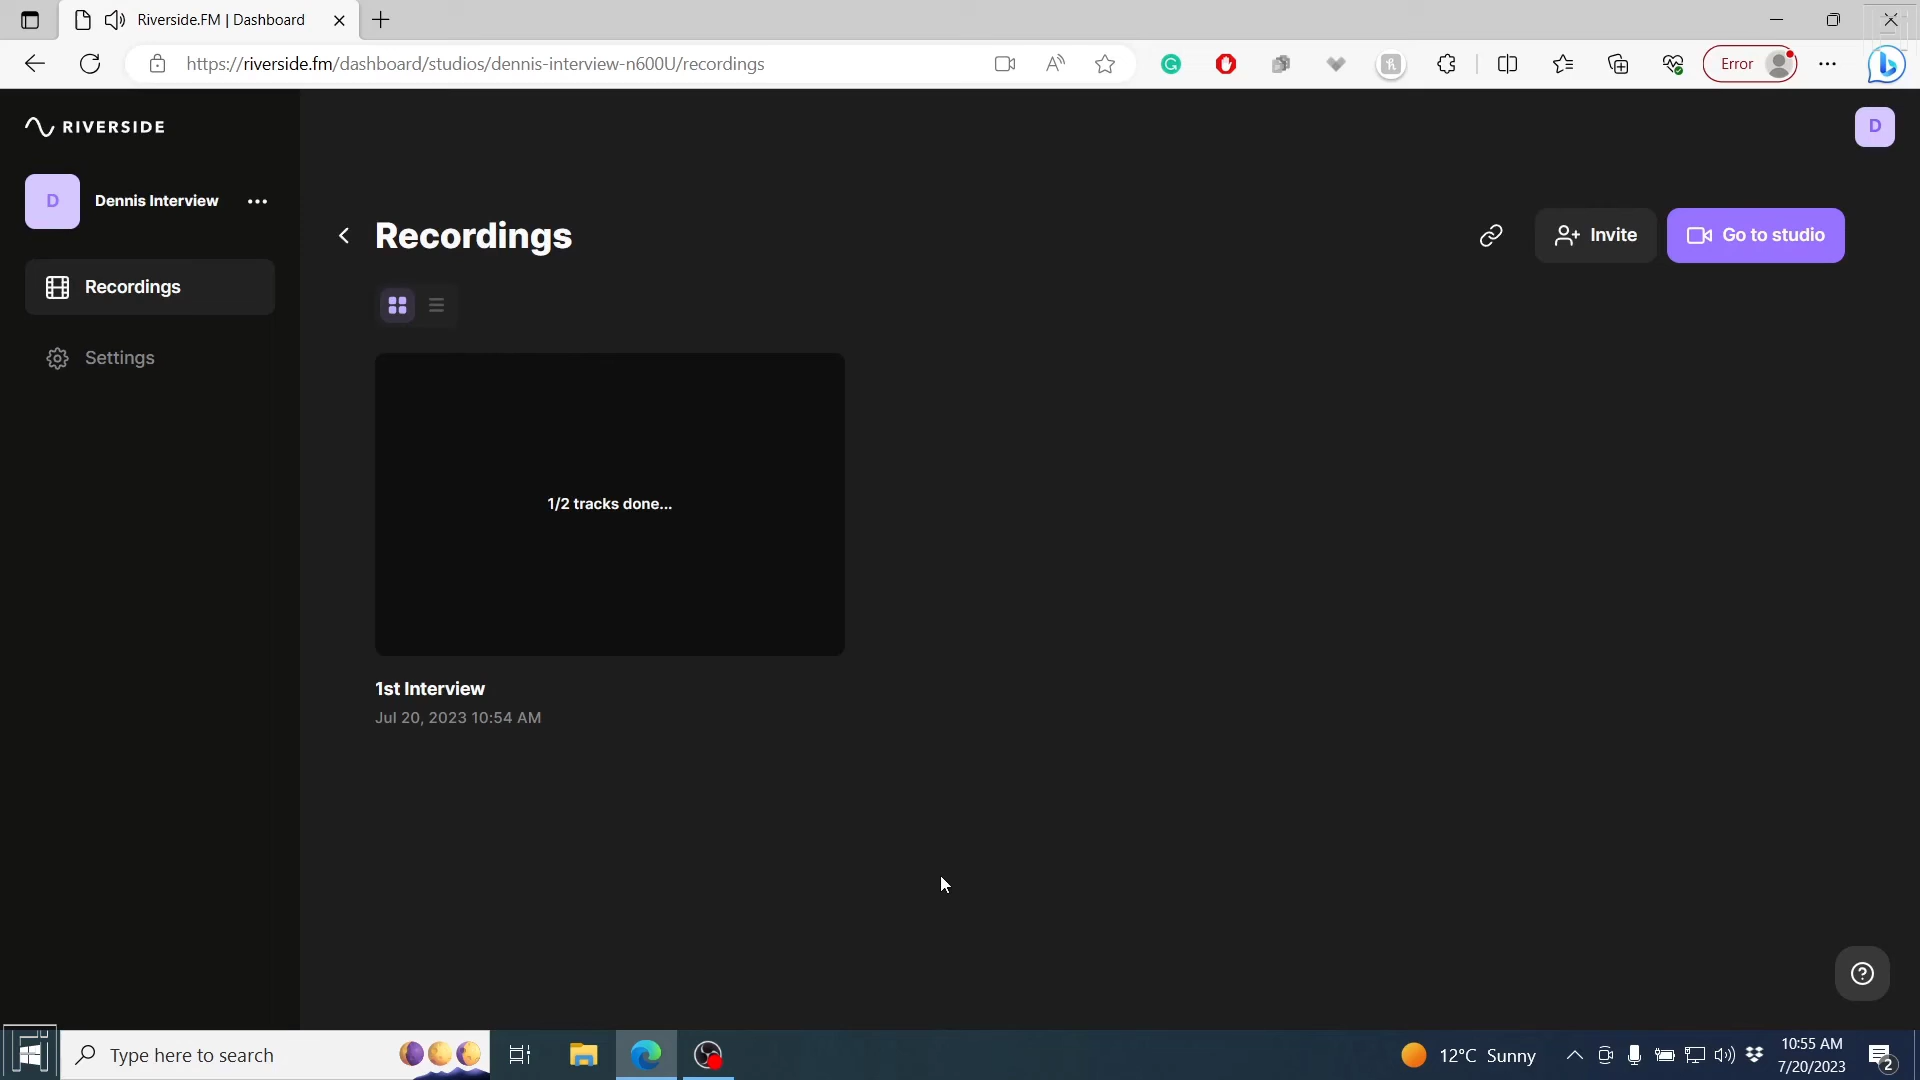 Riverside.FM | Dashboard
https://riverside.fm/dashboard/studios/dennis-interview-n600U/recordings
Error
RIVERSIDE
D
D
Dennis Interview
Recordings
Invite
Go to studio
Recordings
Settings
1/2 tracks done...
1st Interview
Jul 20, 2023 10:54 AM
Type here to search
12°C Sunny
10:55 AM
7/20/2023
2